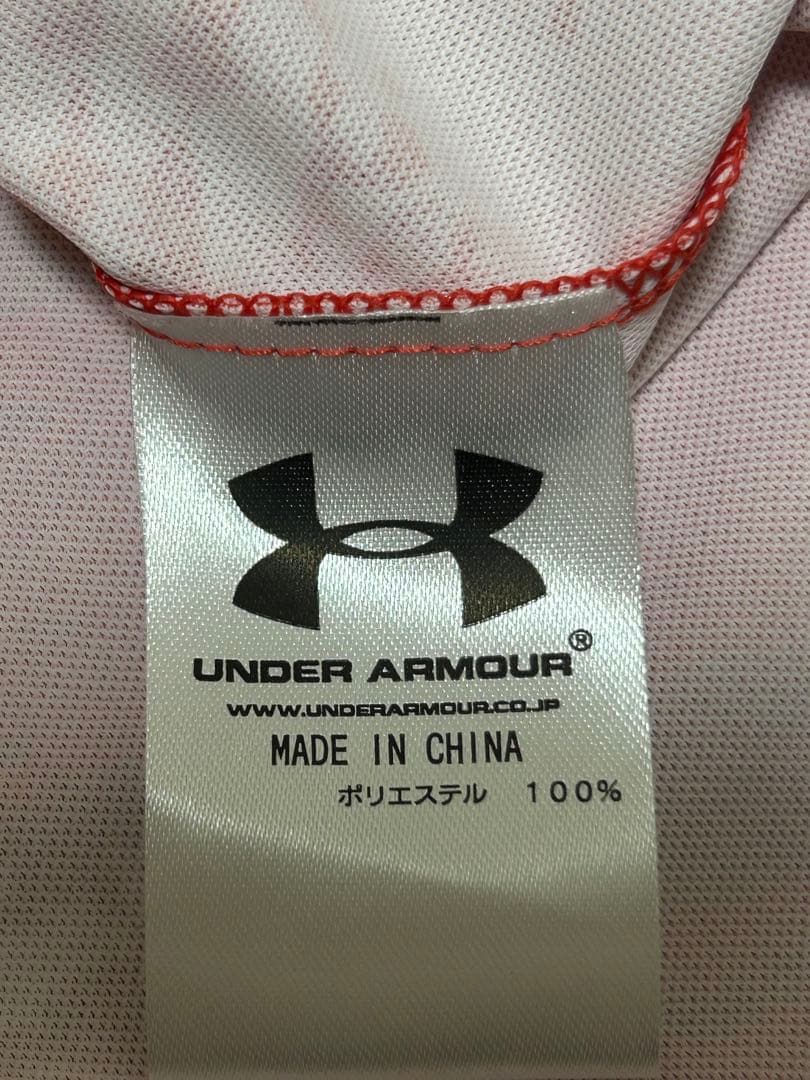 UNDER ARMOUR®
WWW.UNDERARMOUR.CO.JP
MADE IN CHINA
ポリエステル　１００％